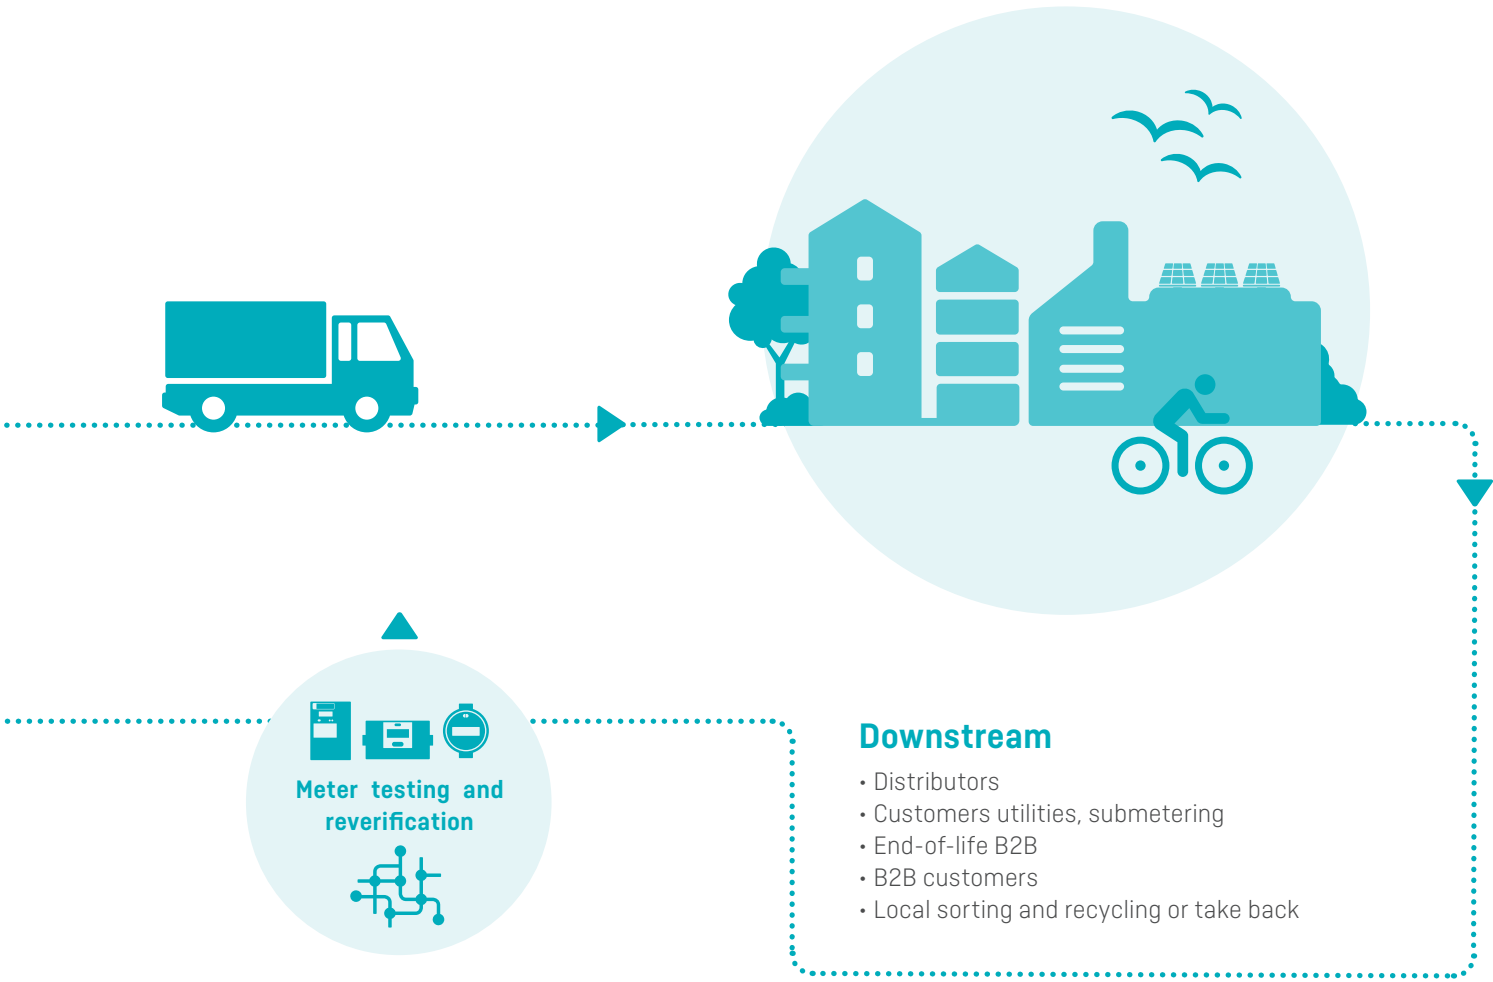 Meter testing and
reverification
Downstream
• Distributors
• Customers utilities, submetering
• End-of-life B2B
• B2B customers
• Local sorting and recycling or take back